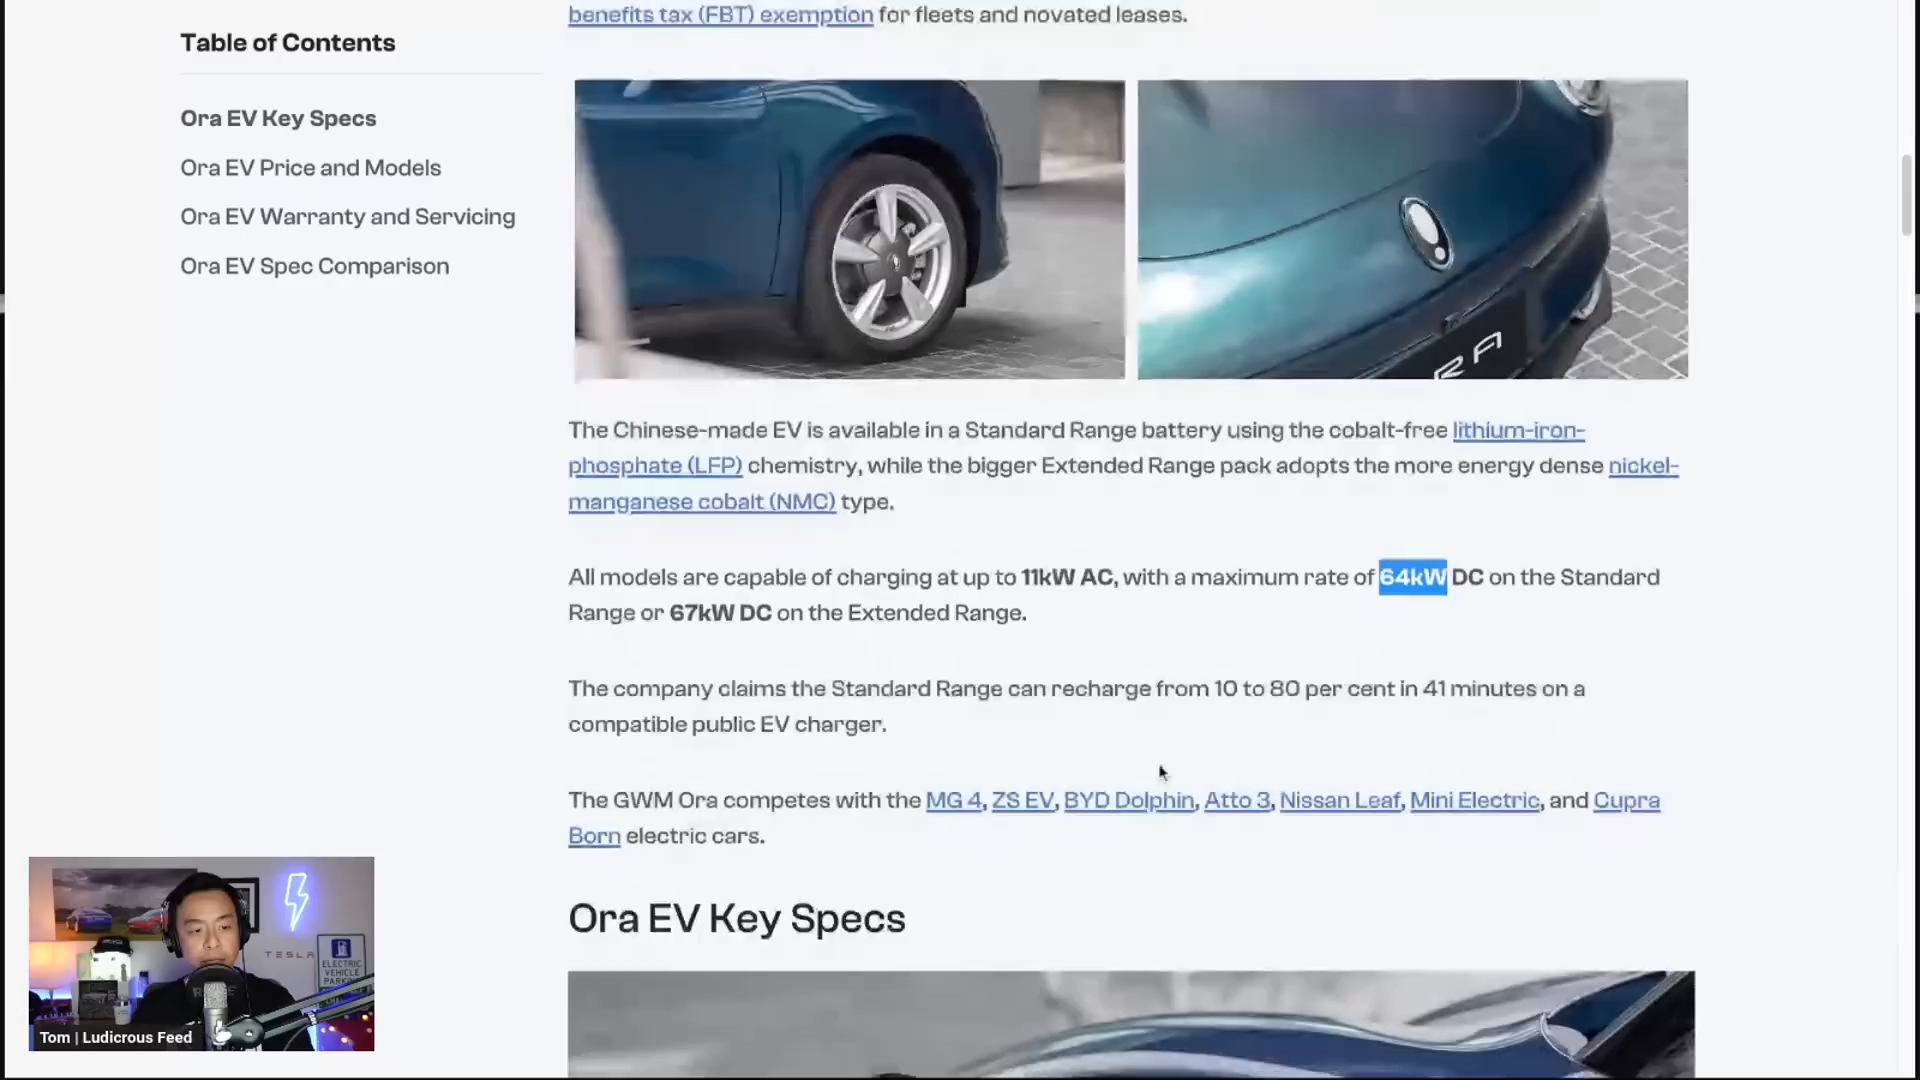 benefits tax (FBT) exemption for fleets and novated leases.
Table of Contents
Ora EV Key Specs
Ora EV Price and Models
Ora EV Warranty and Servicing
Ora EV Spec Comparison
RA
The Chinese-made EV is available in a Standard Range battery using the cobalt-free lithium-iron-
phosphate (LFP) chemistry, while the bigger Extended Range pack adopts the more energy dense nickel-
manganese cobalt (NMC) type.
All models are capable of charging at up to 11kW AC, with a maximum rate of 64kW DC on the Standard
Range or 67kW DC on the Extended Range.
The company claims the Standard Range can recharge from 10 to 80 per cent in 41 minutes on a
compatible public EV charger.
The GWM Ora competes with the MG 4, ZS EV, BYD Dolphin, Atto 3, Nissan Leaf, Mini Electric, and Cupra
Born electric cars.
Ora EV Key Specs
TESLA
ELECTRIC
VEHICLE
PARKING
Tom | Ludicrous Feed